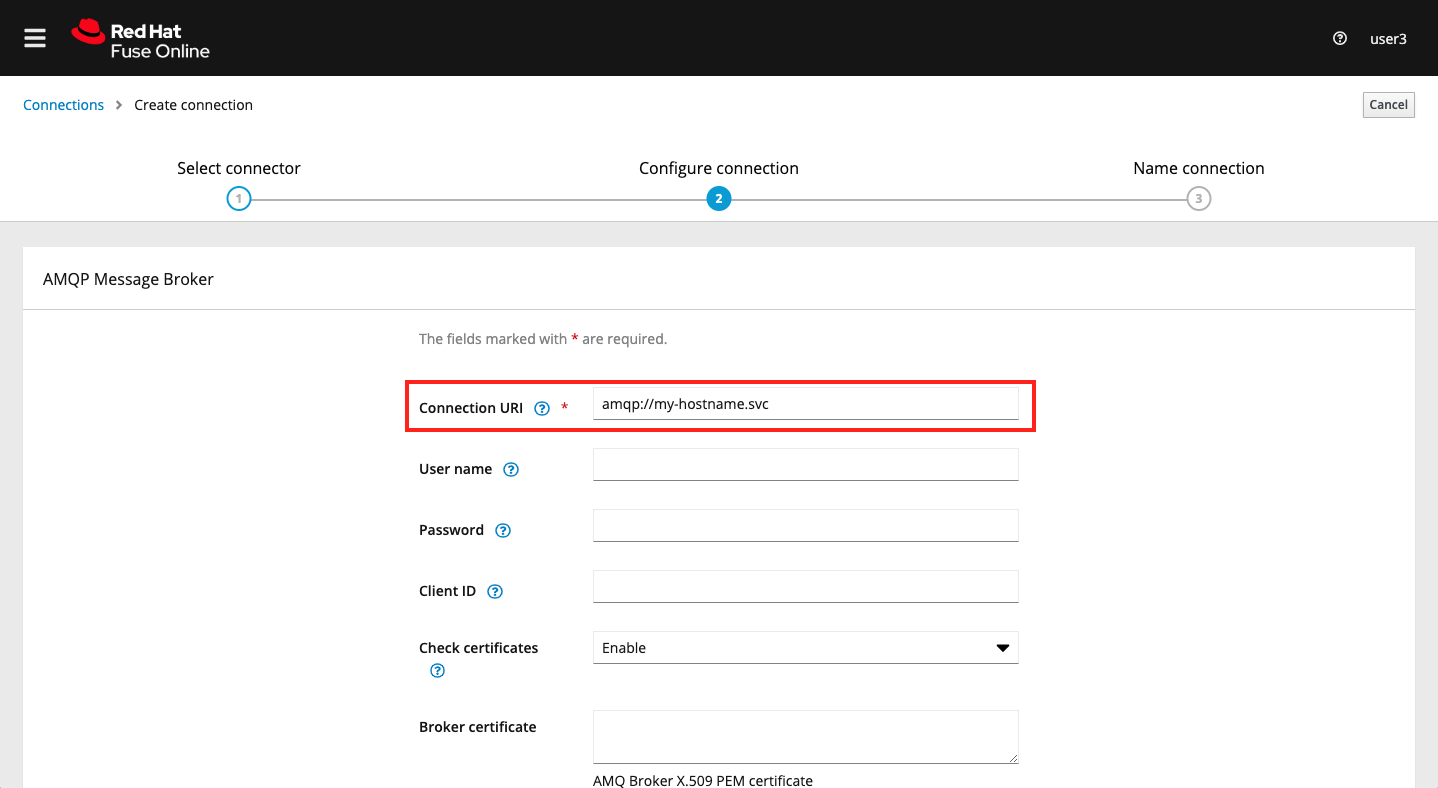 Red Hat
Fuse Online
user3
Connections
Create connection
Cancel
Select connector
Configure connection
Name connection
1
2
3
AMQP Message Broker
The fields marked with * are required.
Connection URI ? *
amqp://my-hostname.svc
User name ?
Password ?
Client ID ?
Check certificates
?
Enable
Broker certificate
AMQ Broker X.509 PEM certificate